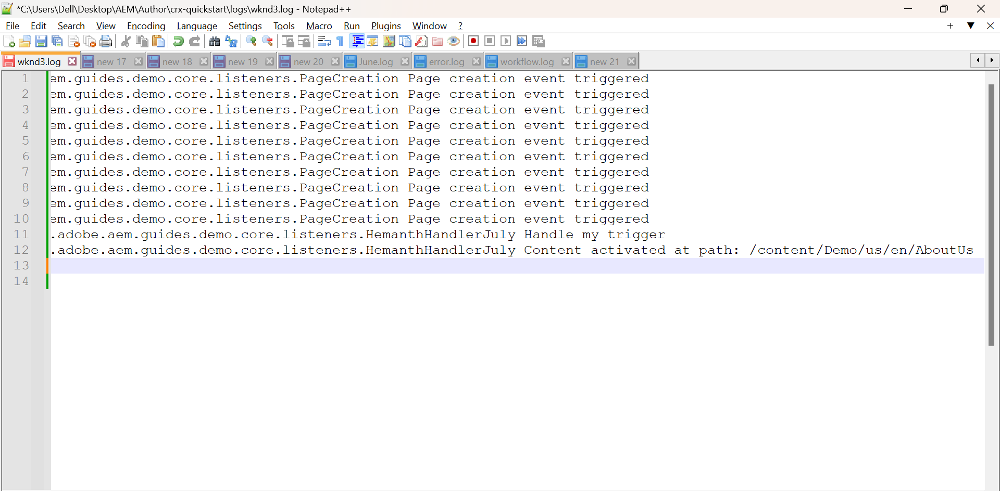 *C:\Users\Dell\Desktop\AEM\Author\crx-quickstart\logs\wknd3.log - Notepad++
File Edit Search View Encoding Language Settings Tools Macro Run Plugins Window ?
wknd3.log new 17 new 18 new 19 new 20 June.log error.log workflow.log new 21
1 em.guides.demo.core.listeners.PageCreation Page creation event triggered
2 em.guides.demo.core.listeners.PageCreation Page creation event triggered
3 em.guides.demo.core.listeners.PageCreation Page creation event triggered
4 em.guides.demo.core.listeners.PageCreation Page creation event triggered
5 em.guides.demo.core.listeners.PageCreation Page creation event triggered
6 em.guides.demo.core.listeners.PageCreation Page creation event triggered
7 em.guides.demo.core.listeners.PageCreation Page creation event triggered
8 em.guides.demo.core.listeners.PageCreation Page creation event triggered
9 em.guides.demo.core.listeners.PageCreation Page creation event triggered
10 em.guides.demo.core.listeners.PageCreation Page creation event triggered
11 .adobe.aem.guides.demo.core.listeners.HemanthHandlerJuly Handle my trigger
12 .adobe.aem.guides.demo.core.listeners.HemanthHandlerJuly Content activated at path: /content/Demo/us/en/AboutUs
13
14